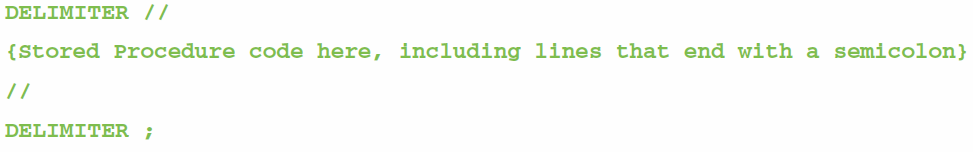 DELIMITER //
{Stored Procedure code here, including lines that end with a semicolon}
//
DELIMITER ;